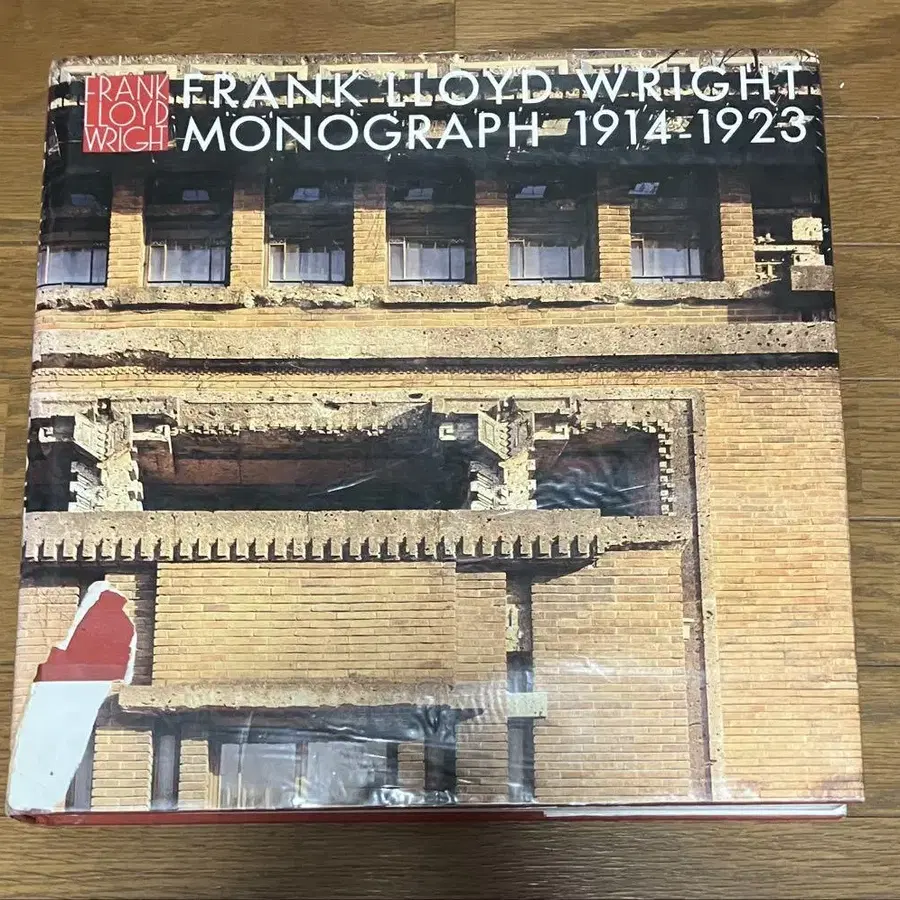 FRANK
LLOYD
WRIGHT
FRANK LLOYD WRIGHT
MONOGRAPH 1914-1923